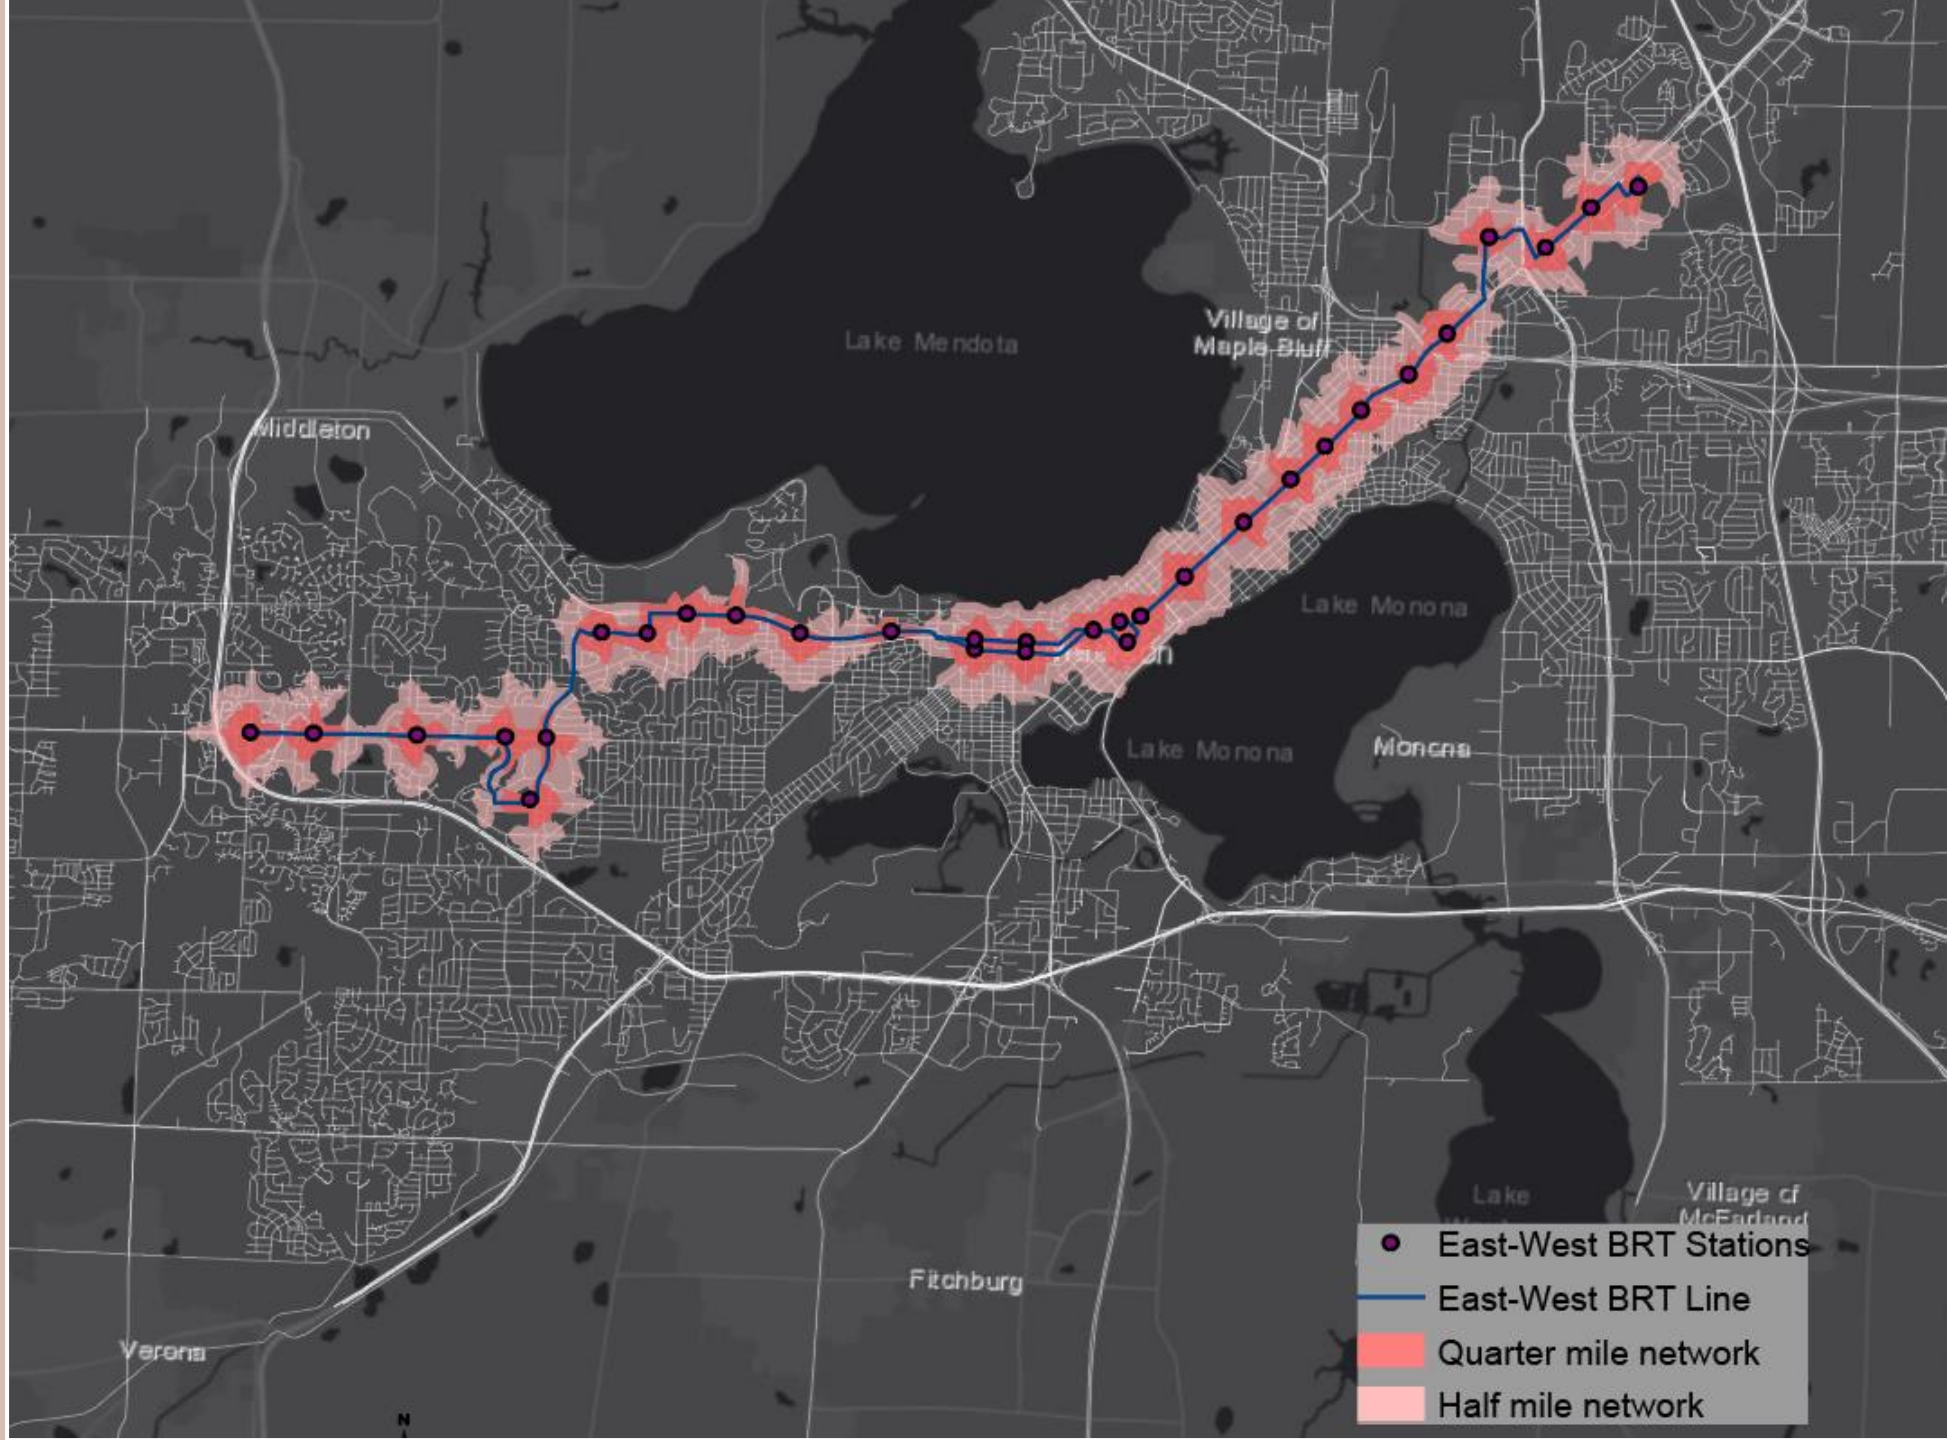 Lake Mendota
Village of
Maple Bluff
Middleton
Lake Monona
Lake Monona
Monona
Lake
Village of
McFarland
Fitchburg
Verona
N
East-West BRT Stations
East-West BRT Line
Quarter mile network
Half mile network